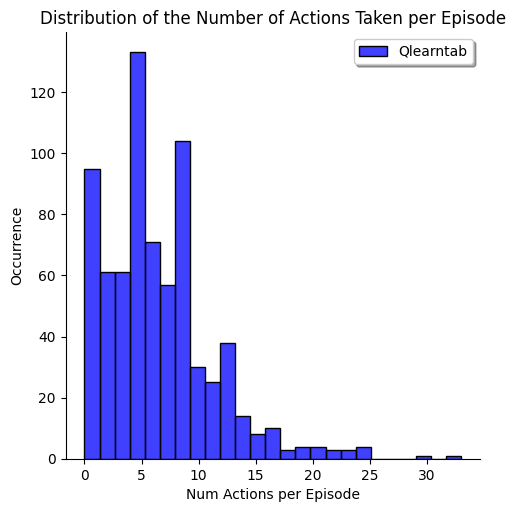 Distribution of the Number of Actions Taken per Episode
Qlearntab
120
100
80
60
40
20
0
Occurrence
0 5 10 15 20 25 30
Num Actions per Episode